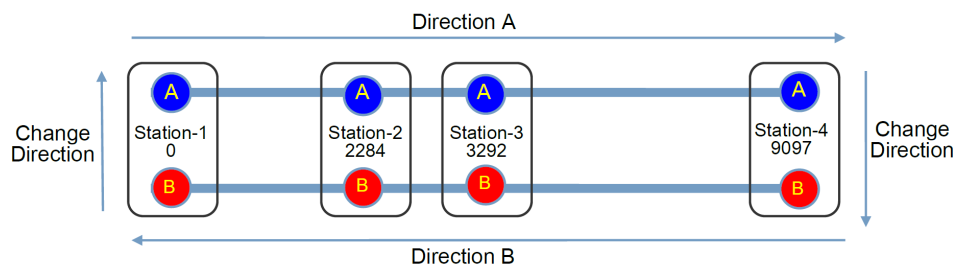 Direction A
A
A
A
A
Change
Direction
Station-1
0
Station-2
2284
Station-3
3292
Station-4
9097
Change
Direction
B
B
B
B
Direction B